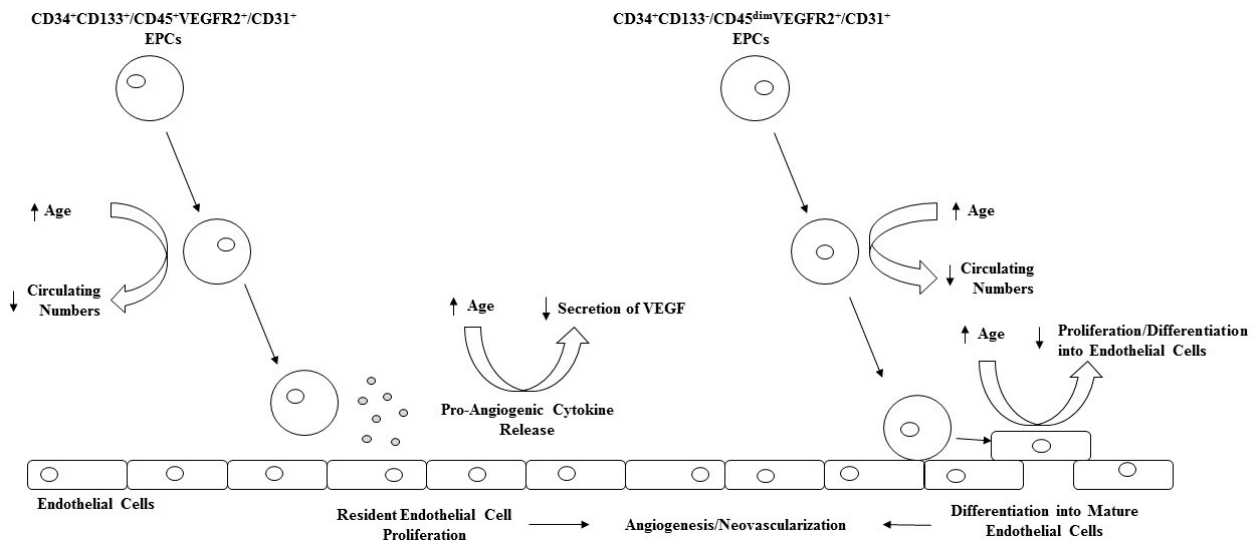 CD34⁺CD133⁺/CD45⁺VEGFR2⁺/CD31⁺
EPCs
CD34⁺CD133⁻/CD45ᵈⁱᵐVEGFR2⁺/CD31⁺
EPCs
↑ Age
↓ Circulating
Numbers
↑ Age
↓ Circulating
Numbers
↑ Age
↓ Secretion of VEGF
Pro-Angiogenic Cytokine
Release
↑ Age
↓ Proliferation/Differentiation
into Endothelial Cells
Endothelial Cells
Resident Endothelial Cell
Proliferation
Angiogenesis/Neovascularization
Differentiation into Mature
Endothelial Cells